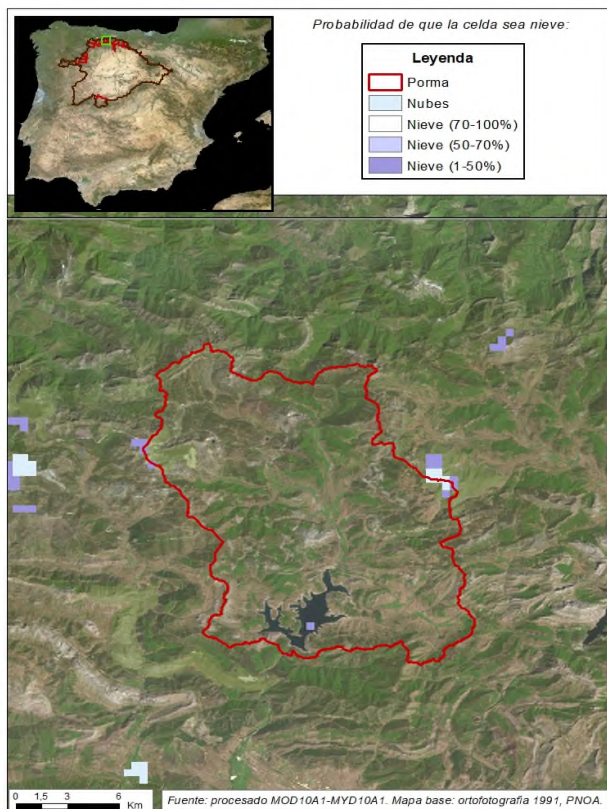 Probabilidad de que la celda sea nieve:
Leyenda
Porma
Nubes
Nieve (70-100%)
Nieve (50-70%)
Nieve (1-50%)
0 1,5 3 6
Km
Fuente: procesado MOD10A1-MYD10A1. Mapa base: ortofotografia 1991, PNOA